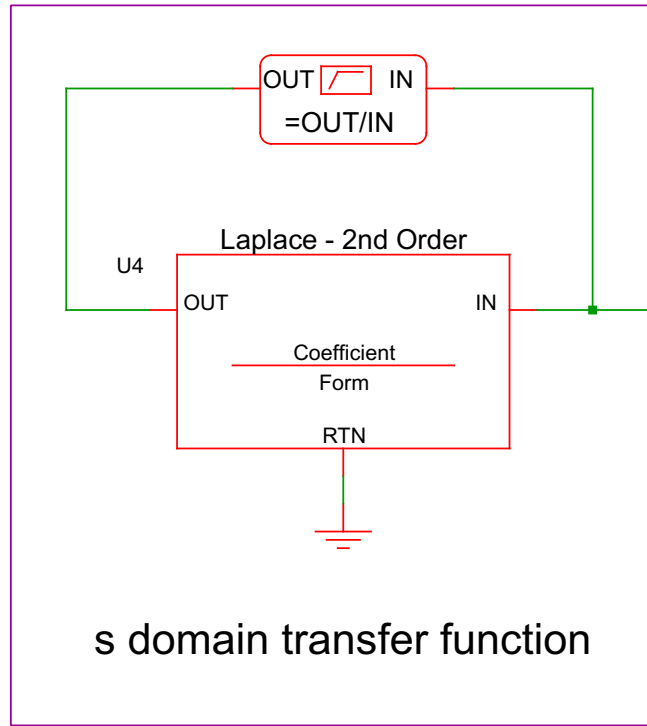 OUT IN
=OUT/IN
Laplace - 2nd Order
U4
OUT IN
Coefficient
Form
RTN
s domain transfer function